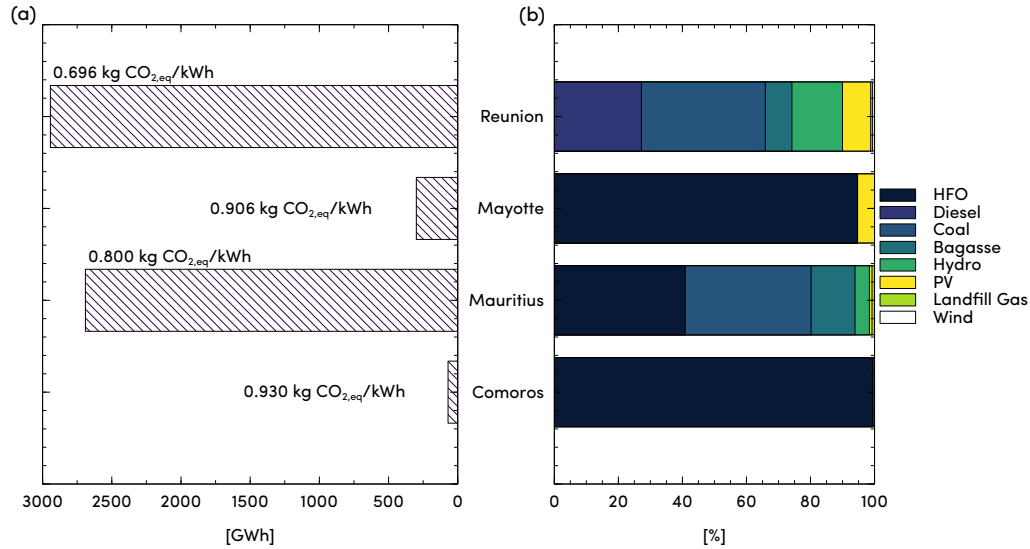 (a)
(b)
0.696 kg CO2,eq/kWh
Reunion
0.906 kg CO2,eq/kWh
Mayotte
0.800 kg CO2,eq/kWh
Mauritius
0.930 kg CO2,eq/kWh
Comoros
HFO
Diesel
Coal
Bagasse
Hydro
PV
Landfill Gas
Wind
3000 2500 2000 1500 1000 500 0
0 20 40 60 80 100
[GWh]
[%]